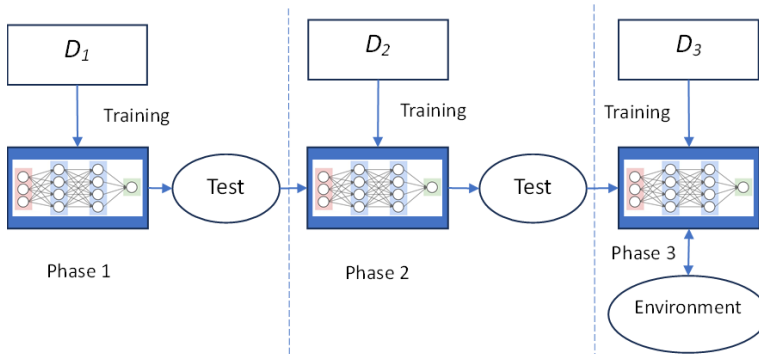 D1
D2
D3
Training
Training
Training
Test
Test
Phase 1
Phase 2
Phase 3
Environment